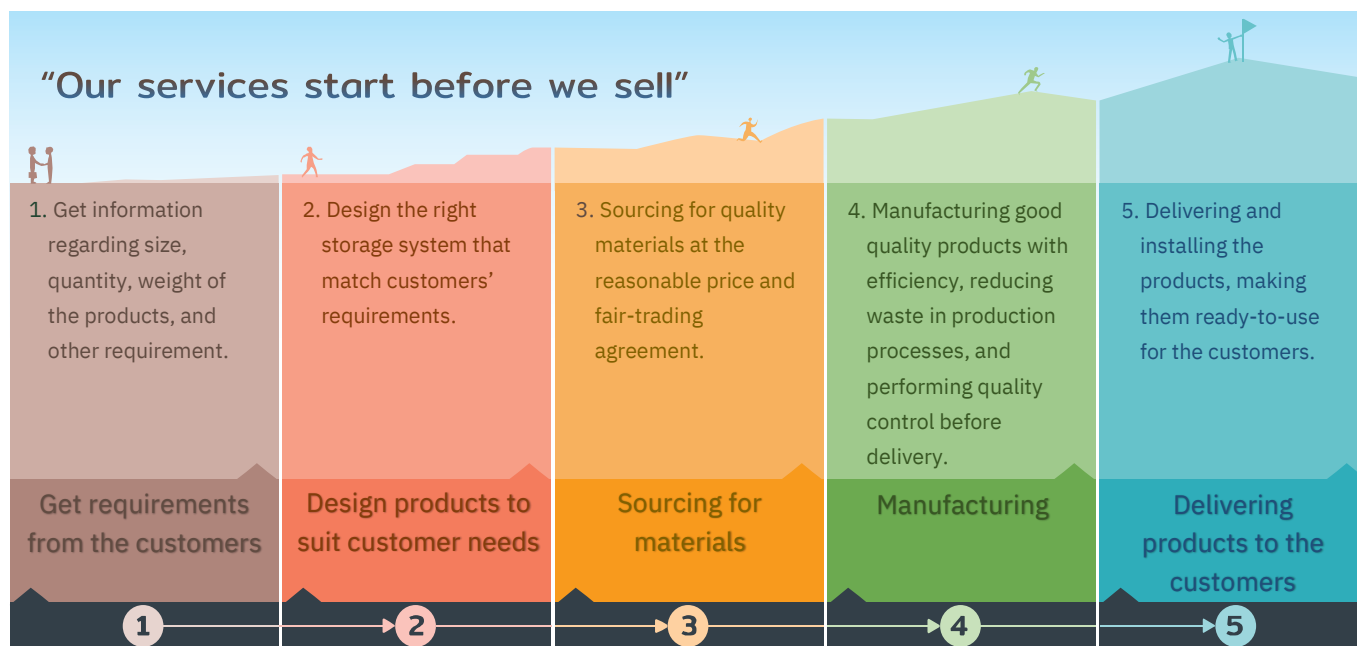 “Our services start before we sell”
1. Get information
regarding size,
quantity, weight of
the products, and
other requirement.
2. Design the right
storage system that
match customers’
requirements.
3. Sourcing for quality
materials at the
reasonable price and
fair-trading
agreement.
4. Manufacturing good
quality products with
efficiency, reducing
waste in production
processes, and
performing quality
control before
delivery.
5. Delivering and
installing the
products, making
them ready-to-use
for the customers.
Get requirements
from the customers
Design products to
suit customer needs
Sourcing for
materials
Manufacturing
Delivering
products to the
customers
1
2
3
4
5